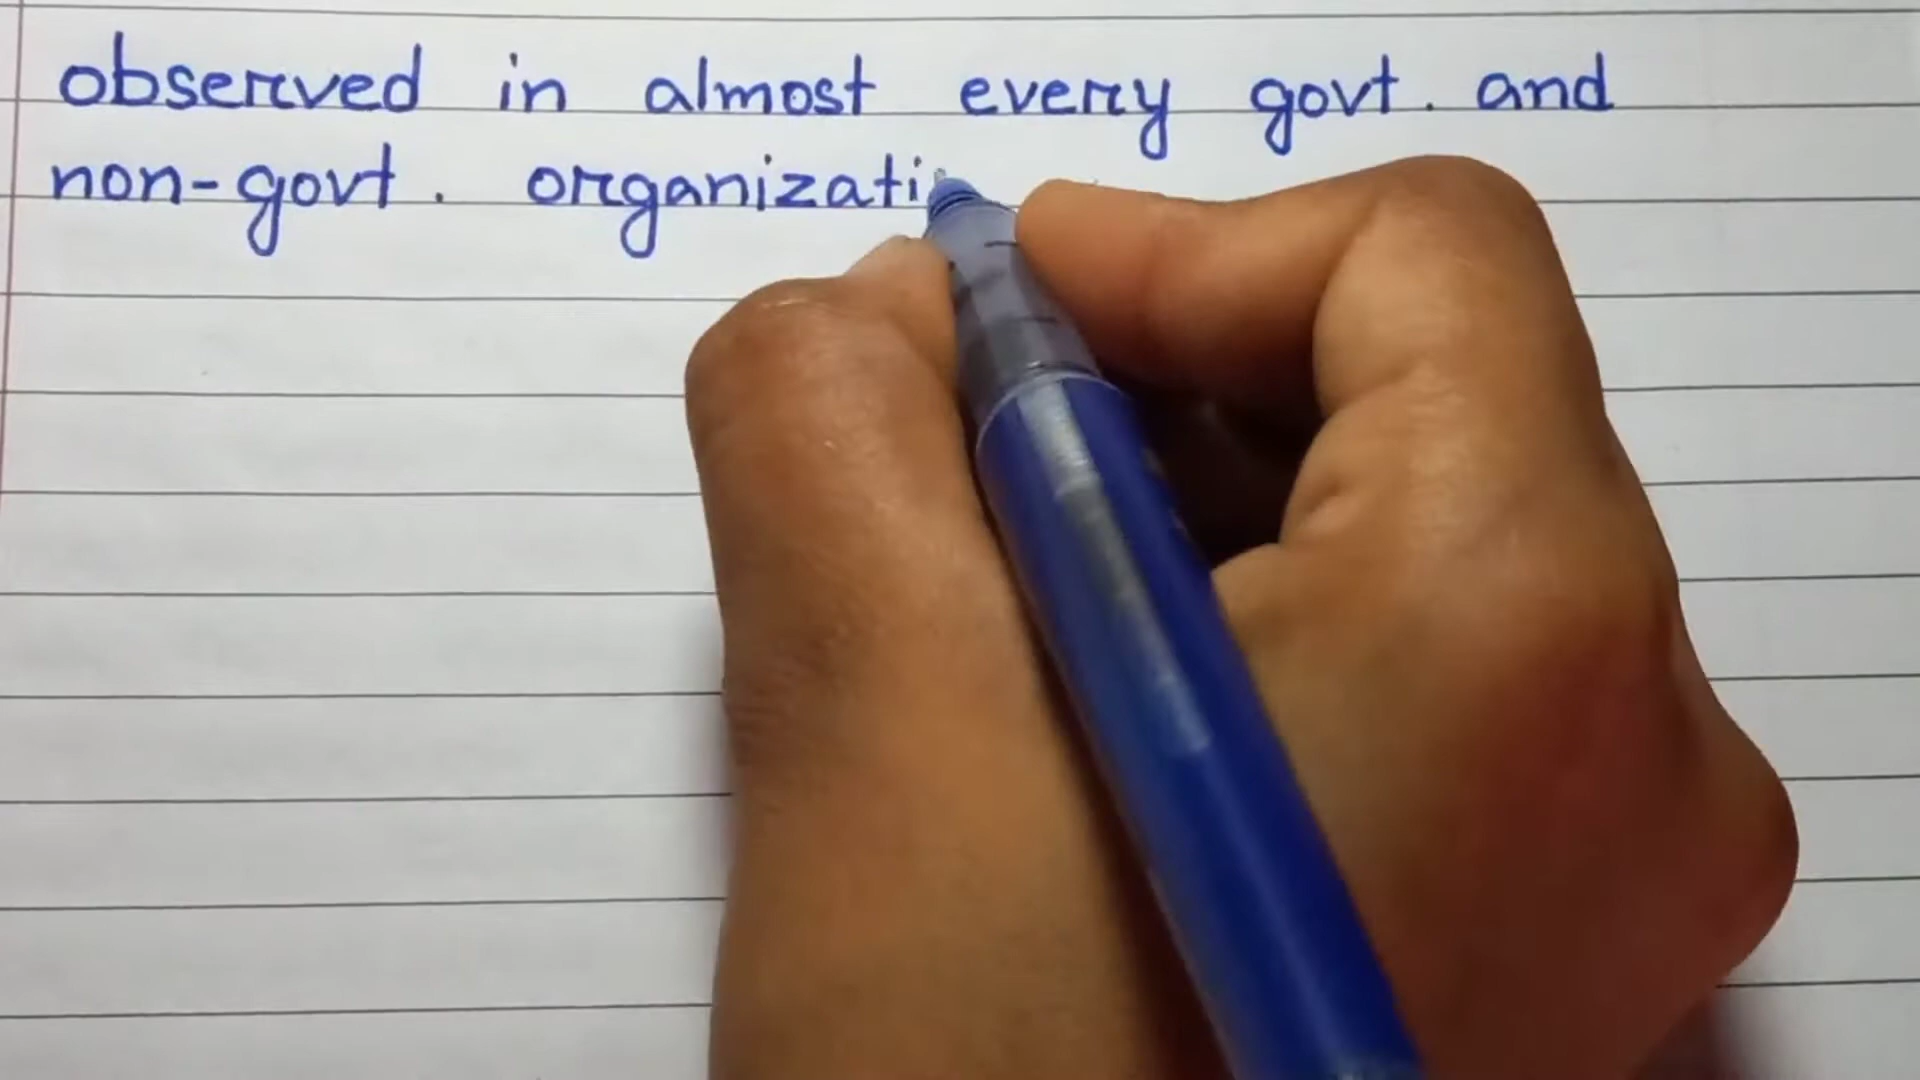 observed in almost every govt. and
non-govt. organizati